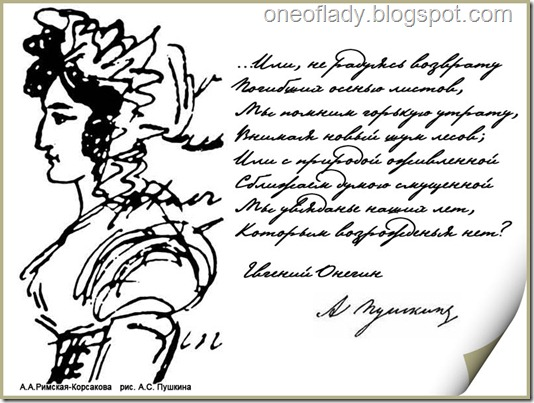 oneoflady.blogspot.com
...Или, не радуясь возврату
Погибших осенью листов,
Мы помним горькую утрату,
Внимая новый шум лесов;
Или с природой оживленной
Сближаем думою смущенной
Мы увяданье наших лет,
Которым возрожденья нет?
Евгений Онегин
А Пушкинъ
А.А.Римская-Корсакова рис. А.С. Пушкина